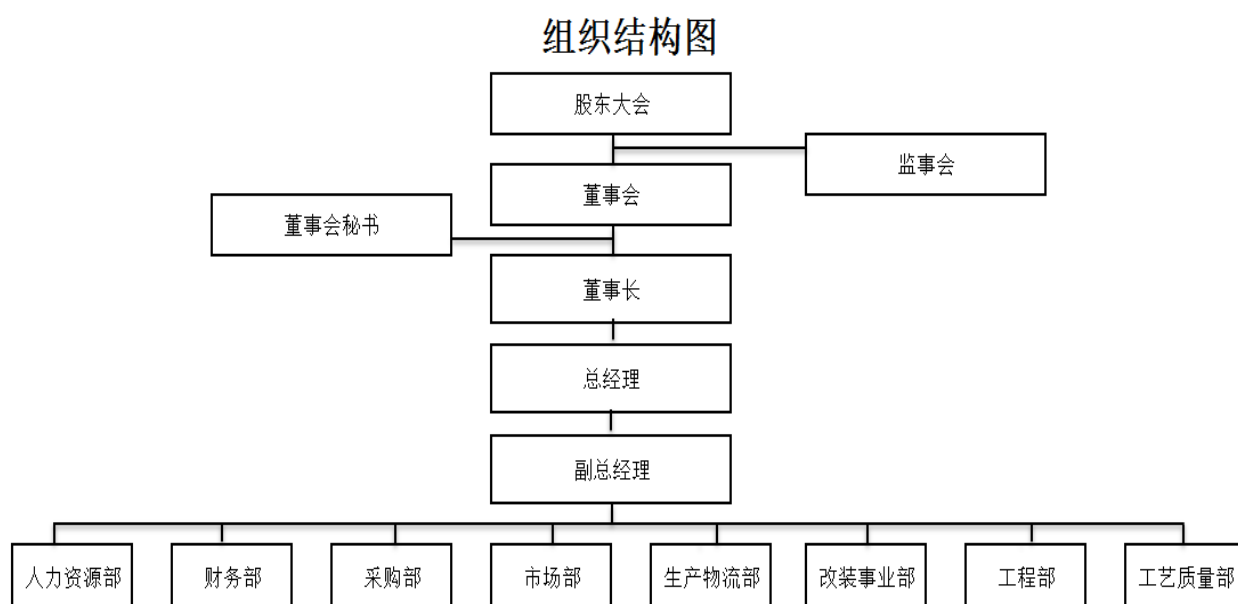 组织结构图
股东大会
监事会
董事会
董事会秘书
董事长
总经理
副总经理
人力资源部
财务部
采购部
市场部
生产物流部
改装事业部
工程部
工艺质量部